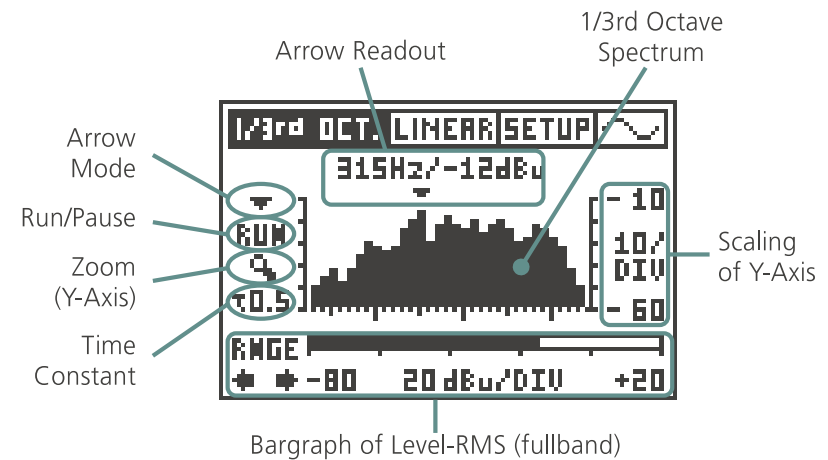 1/3rd Octave
Spectrum
Arrow Readout
1/3rd OCT. LINEAR SETUP
315Hz/-12dBu
Arrow
Mode
Run/Pause
RUN
Zoom
(Y-Axis)
τ0.5
Time
Constant
-10
10/
DIV
-60
Scaling
of Y-Axis
RNGE
-80 20 dBu/DIV +20
Bargraph of Level-RMS (fullband)